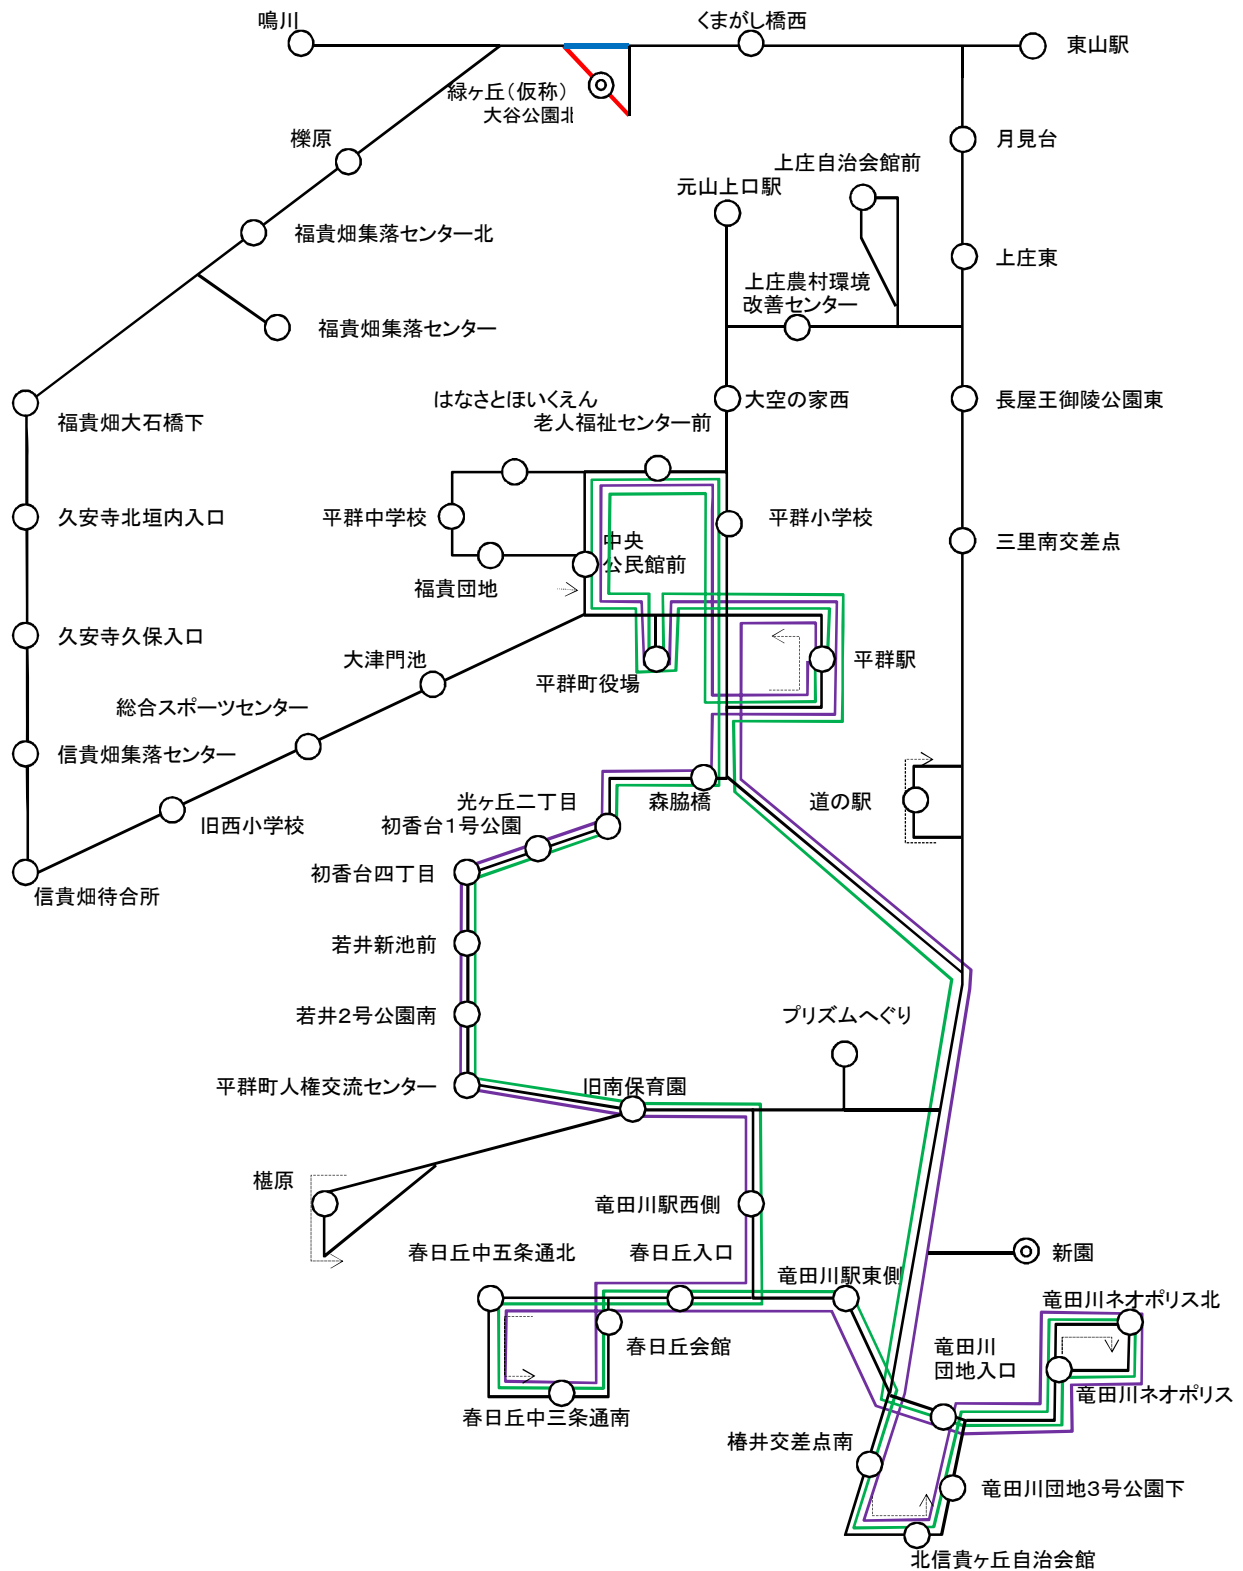 鳴川
くまがし橋西
東山駅
緑ヶ丘(仮称)
大谷公園北
櫟原
月見台
上庄自治会館前
元山上口駅
福貴畑集落センター北
上庄東
上庄農村環境
改善センター
福貴畑集落センター
はなさとほいくえん
大空の家西
長屋王御陵公園東
福貴畑大石橋下
老人福祉センター前
久安寺北垣内入口
平群中学校
平群小学校
中央
公民館前
三里南交差点
福貴団地
久安寺久保入口
大津門池
平群駅
平群町役場
総合スポーツセンター
信貴畑集落センター
光ヶ丘二丁目
森脇橋
道の駅
旧西小学校
初香台1号公園
初香台四丁目
信貴畑待合所
若井新池前
若井2号公園南
プリズムへぐり
平群町人権交流センター
旧南保育園
椹原
竜田川駅西側
春日丘中五条通北
春日丘入口
新園
竜田川駅東側
竜田川ネオポリス北
春日丘会館
竜田川
団地入口
竜田川ネオポリス
春日丘中三条通南
椿井交差点南
竜田川団地3号公園下
北信貴ヶ丘自治会館